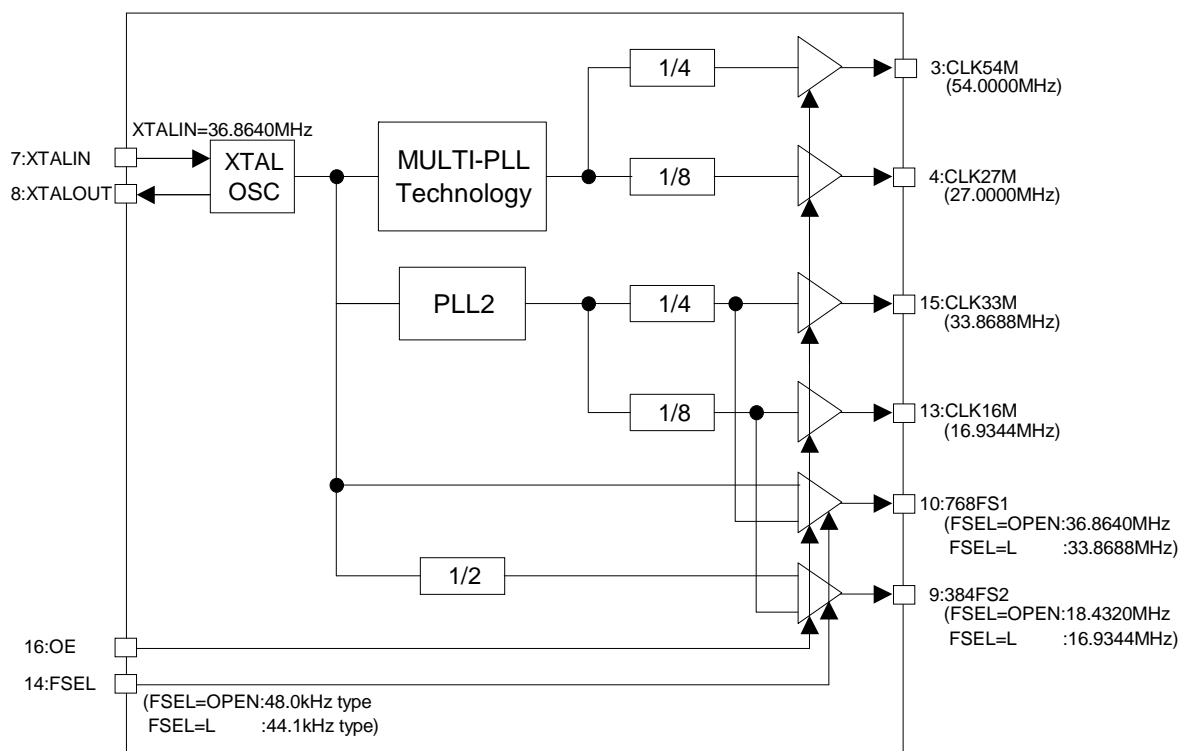 1/4
3:CLK54M
(54.0000MHz)
XTALIN=36.8640MHz
7:XTALIN
8:XTALOUT
XTAL
OSC
MULTI-PLL
Technology
1/8
4:CLK27M
(27.0000MHz)
PLL2
1/4
15:CLK33M
(33.8688MHz)
1/8
13:CLK16M
(16.9344MHz)
10:768FS1
(FSEL=OPEN:36.8640MHz
FSEL=L :33.8688MHz)
1/2
9:384FS2
(FSEL=OPEN:18.4320MHz
FSEL=L :16.9344MHz)
16:OE
14:FSEL
(FSEL=OPEN:48.0kHz type
FSEL=L :44.1kHz type)